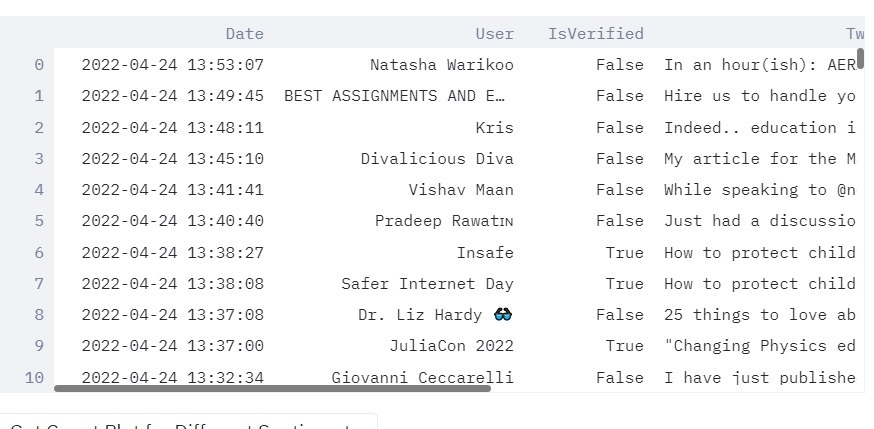 Date User IsVerified Tw
0 2022-04-24 13:53:07 Natasha Warikoo False In an hour(ish): AER
1 2022-04-24 13:49:45 BEST ASSIGNMENTS AND E… False Hire us to handle yo
2 2022-04-24 13:48:11 Kris False Indeed.. education i
3 2022-04-24 13:45:10 Divalicious Diva False My article for the M
4 2022-04-24 13:41:41 Vishav Maan False While speaking to @n
5 2022-04-24 13:40:40 Pradeep Rawatɪɴ False Just had a discussio
6 2022-04-24 13:38:27 Insafe True How to protect child
7 2022-04-24 13:38:08 Safer Internet Day True How to protect child
8 2022-04-24 13:37:08 Dr. Liz Hardy 👓 False 25 things to love ab
9 2022-04-24 13:37:00 JuliaCon 2022 True "Changing Physics ed
10 2022-04-24 13:32:34 Giovanni Ceccarelli False I have just publishe
Get Count Plot for Different Sentiments